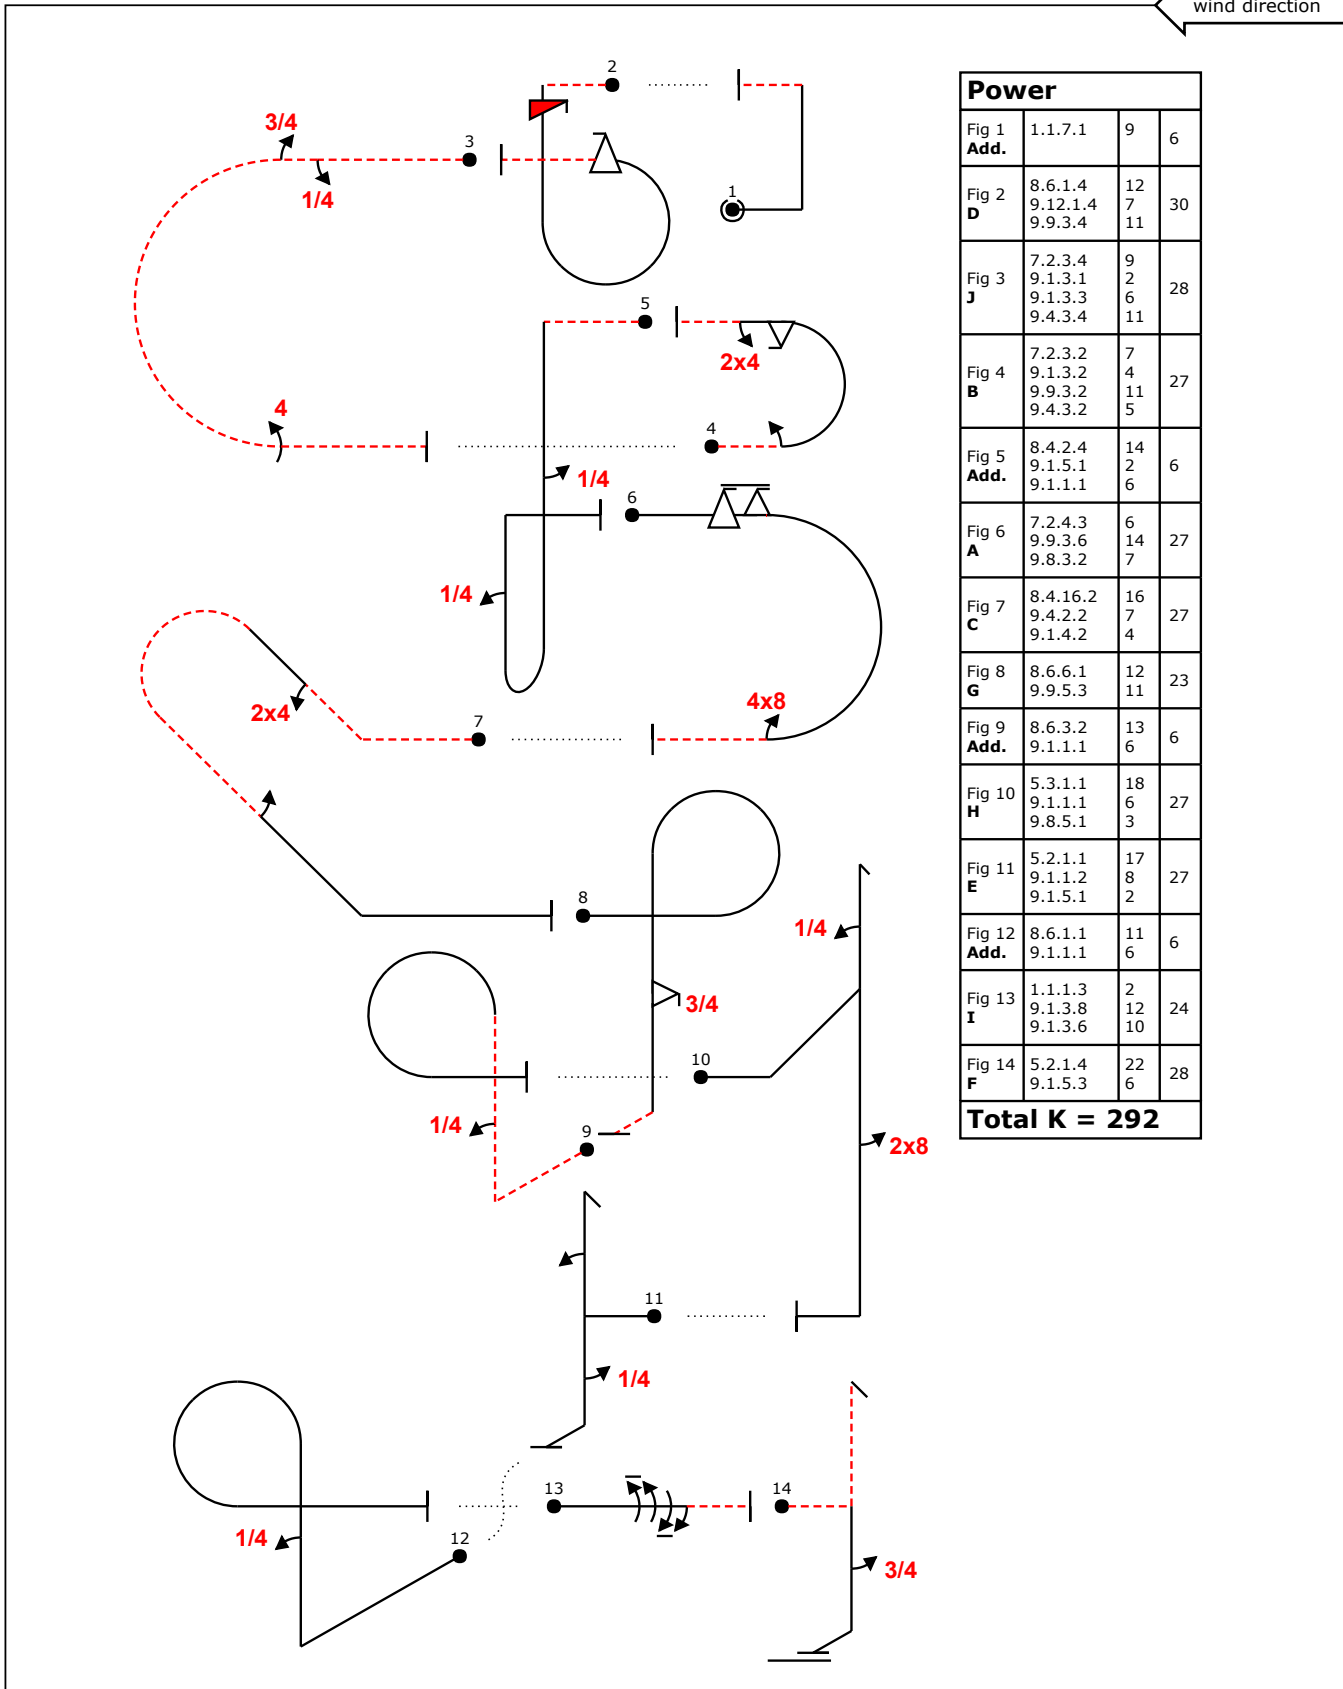 wind direction
2
3/4
3
1/4
1
5
2x4
4
4
1/4
6
1/4
4x8
2x4
7
8
1/4
3/4
10
1/4
9
2x8
11
1/4
13
14
1/4
12
3/4
Power
Fig 1 Add. 1.1.7.1 9 6
Fig 2 8.6.1.4 12
D 9.12.1.4 7 30
9.9.3.4 11
7.2.3.4 9
Fig 3 9.1.3.1 2 28
J 9.1.3.3 6
9.4.3.4 11
7.2.3.2 7
Fig 4 9.1.3.2 4 27
B 9.9.3.2 11
9.4.3.2 5
Fig 5 8.4.2.4 14
Add. 9.1.5.1 2 6
9.1.1.1 6
Fig 6 7.2.4.3 6
A 9.9.3.6 14 27
9.8.3.2 7
Fig 7 8.4.16.2 16
C 9.4.2.2 7 27
9.1.4.2 4
Fig 8 8.6.6.1 12 23
G 9.9.5.3 11
Fig 9 8.6.3.2 13 6
Add. 9.1.1.1 6
Fig 10 5.3.1.1 18
H 9.1.1.1 6 27
9.8.5.1 3
Fig 11 5.2.1.1 17
E 9.1.1.2 8 27
9.1.5.1 2
Fig 12 8.6.1.1 11 6
Add. 9.1.1.1 6
Fig 13 1.1.1.3 2
I 9.1.3.8 12 24
9.1.3.6 10
Fig 14 5.2.1.4 22 28
F 9.1.5.3 6
Total K = 292